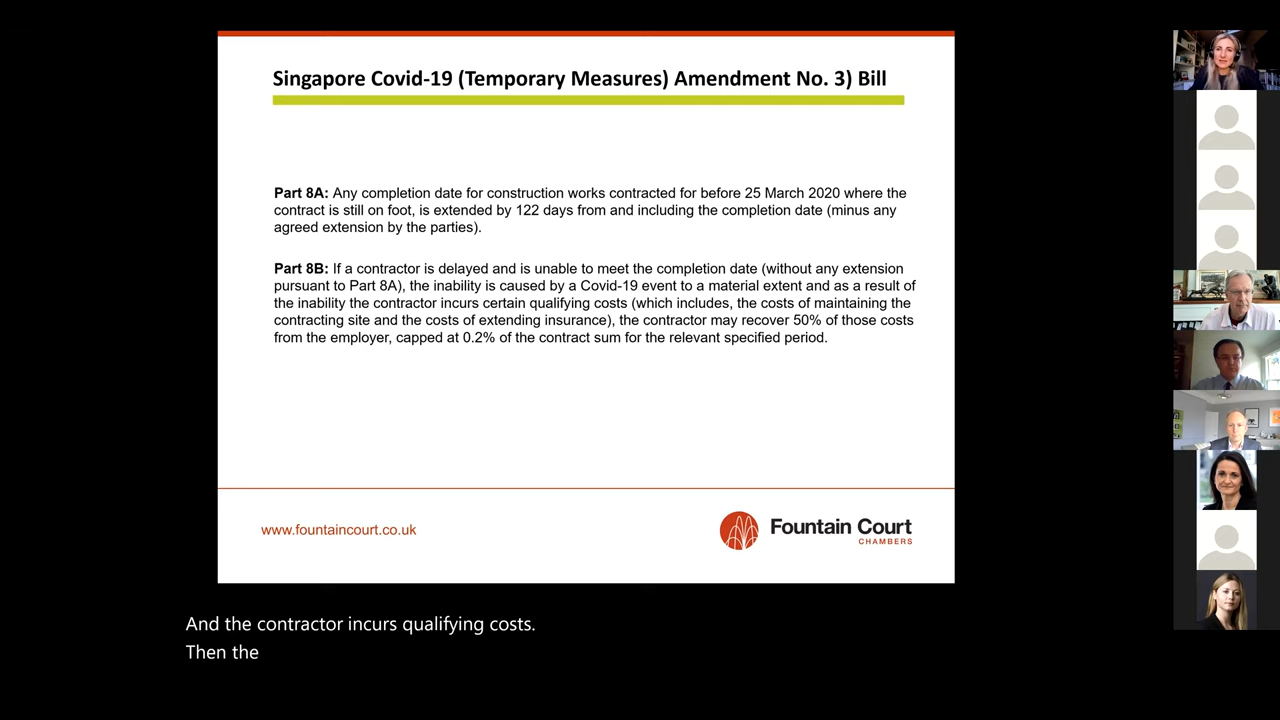 Singapore Covid-19 (Temporary Measures) Amendment No. 3) Bill
Part 8A: Any completion date for construction works contracted for before 25 March 2020 where the
contract is still on foot, is extended by 122 days from and including the completion date (minus any
agreed extension by the parties).
Part 8B: If a contractor is delayed and is unable to meet the completion date (without any extension
pursuant to Part 8A), the inability is caused by a Covid-19 event to a material extent and as a result of
the inability the contractor incurs certain qualifying costs (which includes, the costs of maintaining the
contracting site and the costs of extending insurance), the contractor may recover 50% of those costs
from the employer, capped at 0.2% of the contract sum for the relevant specified period.
www.fountaincourt.co.uk
Fountain Court
CHAMBERS
And the contractor incurs qualifying costs.
Then the